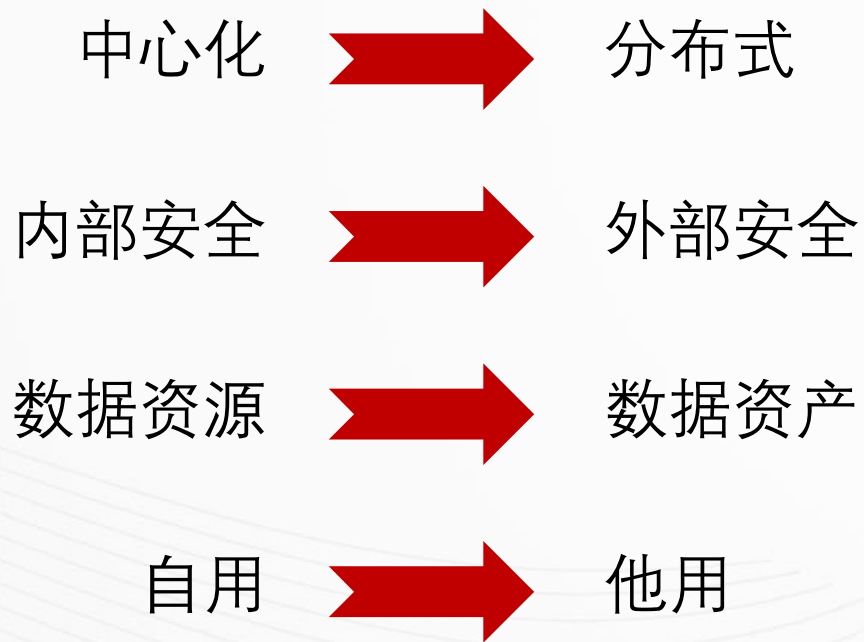 中心化 分布式
内部安全 外部安全
数据资源 数据资产
自用 他用